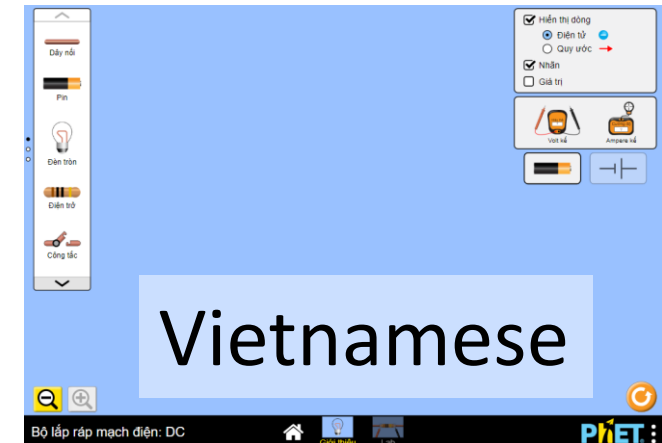 Dây nối
Pin
Đèn tròn
Điện trở
Công tắc
Hiển thị dòng
Điện tử
Quy ước
Nhãn
Giá trị
Volt kế
Ampere kế
Vietnamese
Bộ lắp ráp mạch điện: DC
Giới thiệu
Lab
PhET